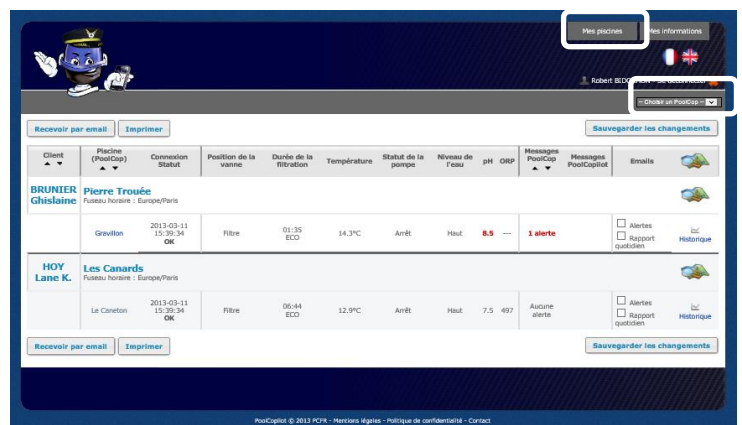 Mes piscines Mes informations
Robert
-- Choisir un PoolCop --
Recevoir par email Imprimer Sauvegarder les changements
Client Piscine (PoolCop) Connexion Statut Position de la vanne Durée de la filtration Température Statut de la pompe Niveau de l'eau pH ORP Messages PoolCop Messages PoolCopilot Emails
BRUNIER Ghislaine Pierre Trouée
Fuseau horaire : Europe/Paris
Gravillon 2013-03-11 15:39:34 OK Filtre 01:35 ECO 14.3°C Arrêt Haut 8.5 --- 1 alerte Alertes Rapport quotidien Historique
HOY Lane K. Les Canards
Fuseau horaire : Europe/Paris
Le Caneton 2013-03-11 15:39:34 OK Filtre 06:44 ECO 12.9°C Arrêt Haut 7.5 497 Aucune alerte Alertes Rapport quotidien Historique
Recevoir par email Imprimer Sauvegarder les changements
PoolCopilot © 2013 PCFR - Mentions légales - Politique de confidentialité - Contact